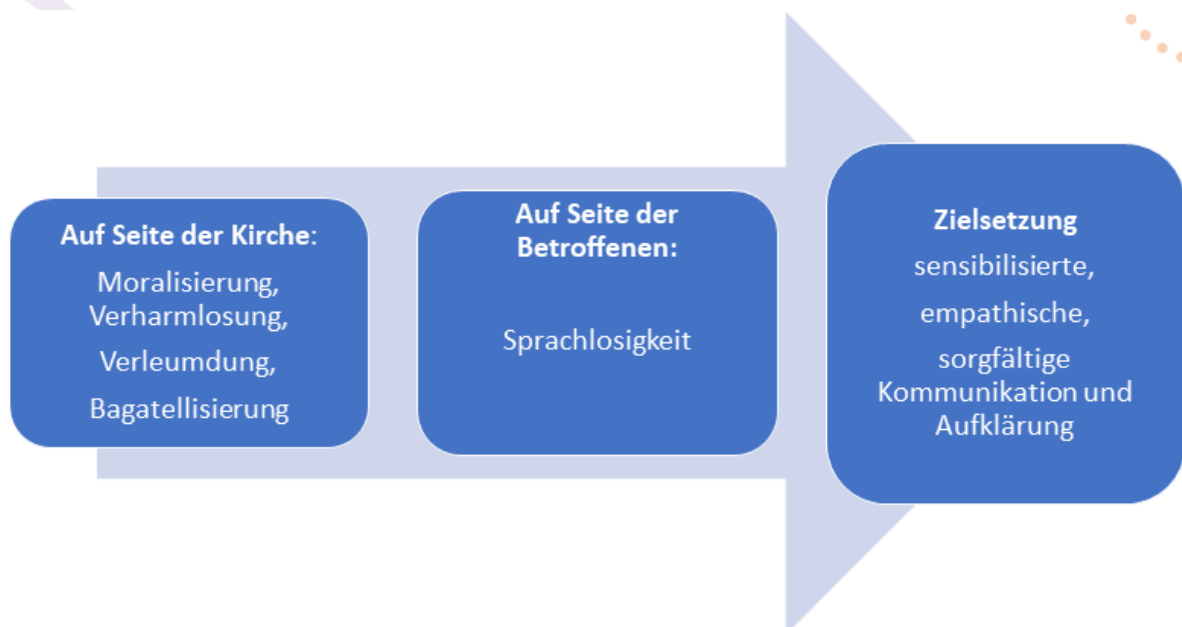 Auf Seite der Kirche:
Moralisierung,
Verharmlosung,
Verleumdung,
Bagatellisierung
Auf Seite der
Betroffenen:
Sprachlosigkeit
Zielsetzung
sensibilisierte,
empathische,
sorgfältige
Kommunikation und
Aufklärung